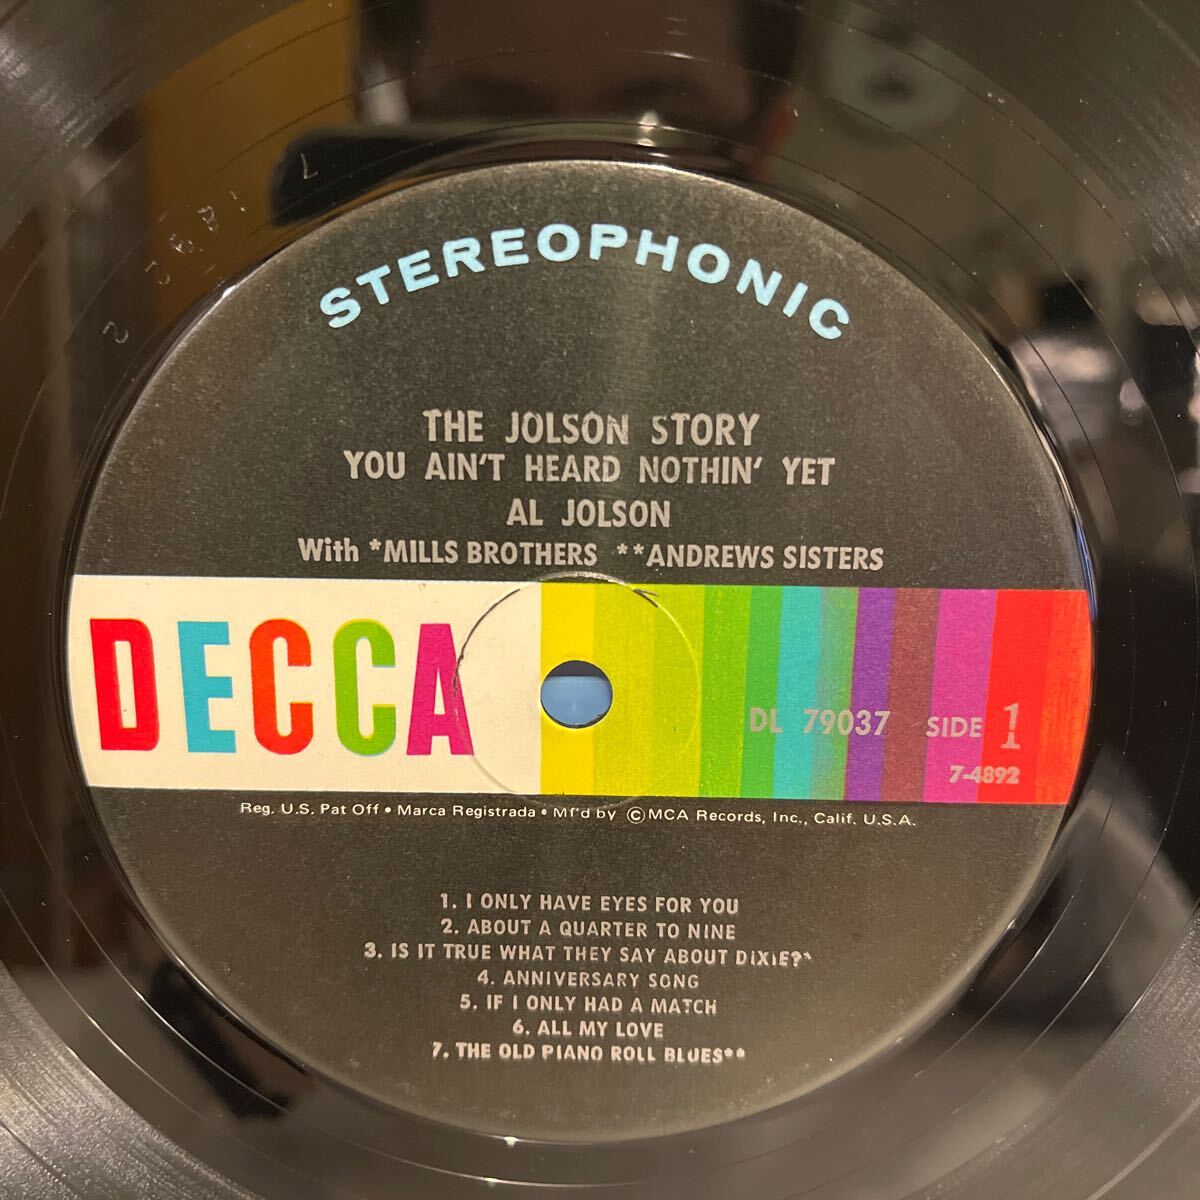 STEREOPHONIC
THE JOLSON STORY
YOU AIN'T HEARD NOTHIN' YET
AL JOLSON
With *MILLS BROTHERS **ANDREWS SISTERS
DECCA
DL 79037 SIDE 1
7-4892
Reg. U.S. Pat Off • Marca Registrada • Mf'd by ©MCA Records, Inc., Calif. U.S.A.
1. I ONLY HAVE EYES FOR YOU
2. ABOUT A QUARTER TO NINE
3. IS IT TRUE WHAT THEY SAY ABOUT DIXIE?*
4. ANNIVERSARY SONG
5. IF I ONLY HAD A MATCH
6. ALL MY LOVE
7. THE OLD PIANO ROLL BLUES**